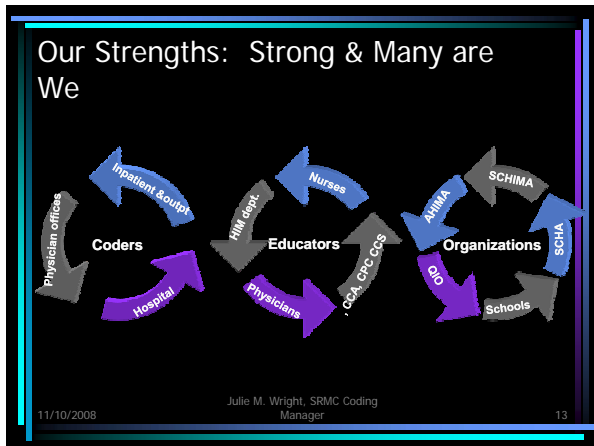 Our Strengths: Strong & Many are
We
Inpatient &outpt
Physician offices
Coders
Hospital
Nurses
HIM dept.
Educators
, CCA, CPC CCS
Physicians
SCHIMA
AHIMA
Organizations
SCHA
QIO
Schools
11/10/2008
Julie M. Wright, SRMC Coding
Manager
13